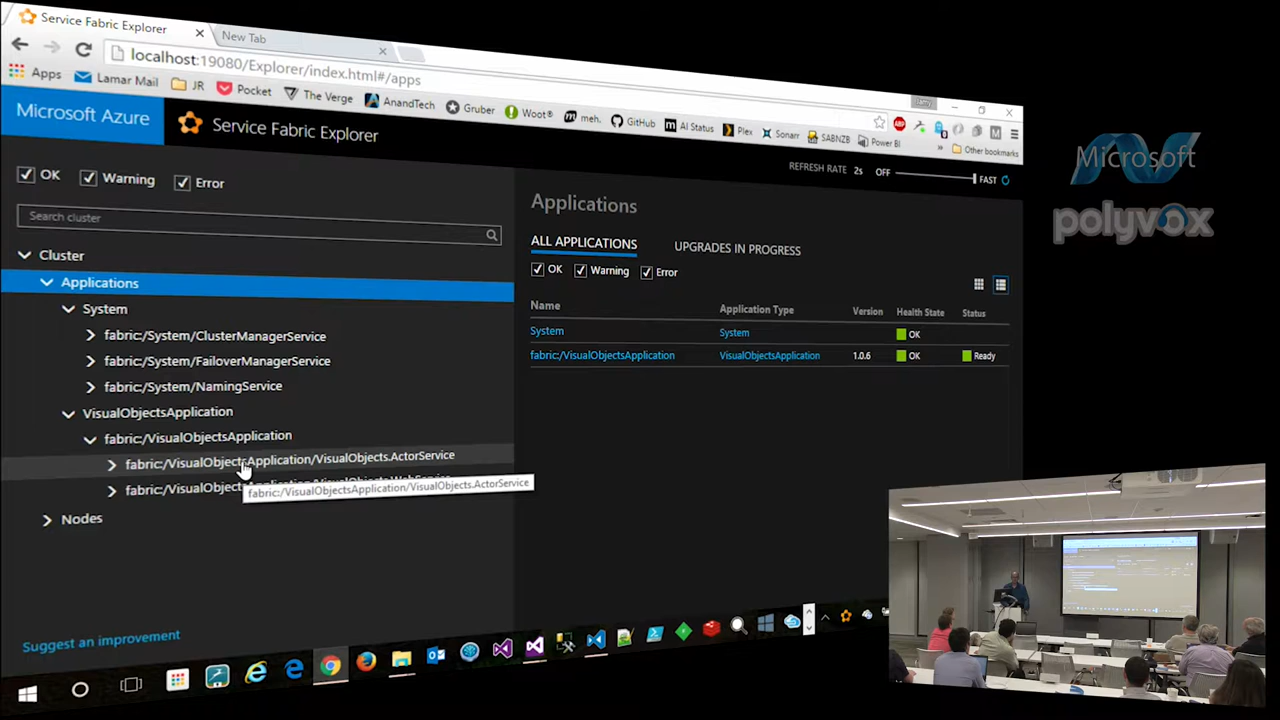 Service Fabric Explorer
New Tab
localhost:19080/Explorer/index.html#/apps
Apps Lamar Mail JR Pocket The Verge AnandTech Gruber Woot® meh. GitHub AI Status Plex Sonarr SABNZB Power BI
Other bookmarks
Microsoft Azure Service Fabric Explorer
REFRESH RATE 2s OFF FAST
OK Warning Error
Search cluster
Cluster
Applications
System
fabric:/System/ClusterManagerService
fabric:/System/FailoverManagerService
fabric:/System/NamingService
VisualObjectsApplication
fabric:/VisualObjectsApplication
fabric:/VisualObjectsApplication/VisualObjects.ActorService
fabric:/VisualObjects
fabric:/VisualObjectsApplication/VisualObjects.ActorService
Nodes
Suggest an improvement
Applications
ALL APPLICATIONS UPGRADES IN PROGRESS
OK Warning Error
Name Application Type Version Health State Status
System System OK
fabric:/VisualObjectsApplication VisualObjectsApplication 1.0.6 OK Ready
Microsoft
polyvox